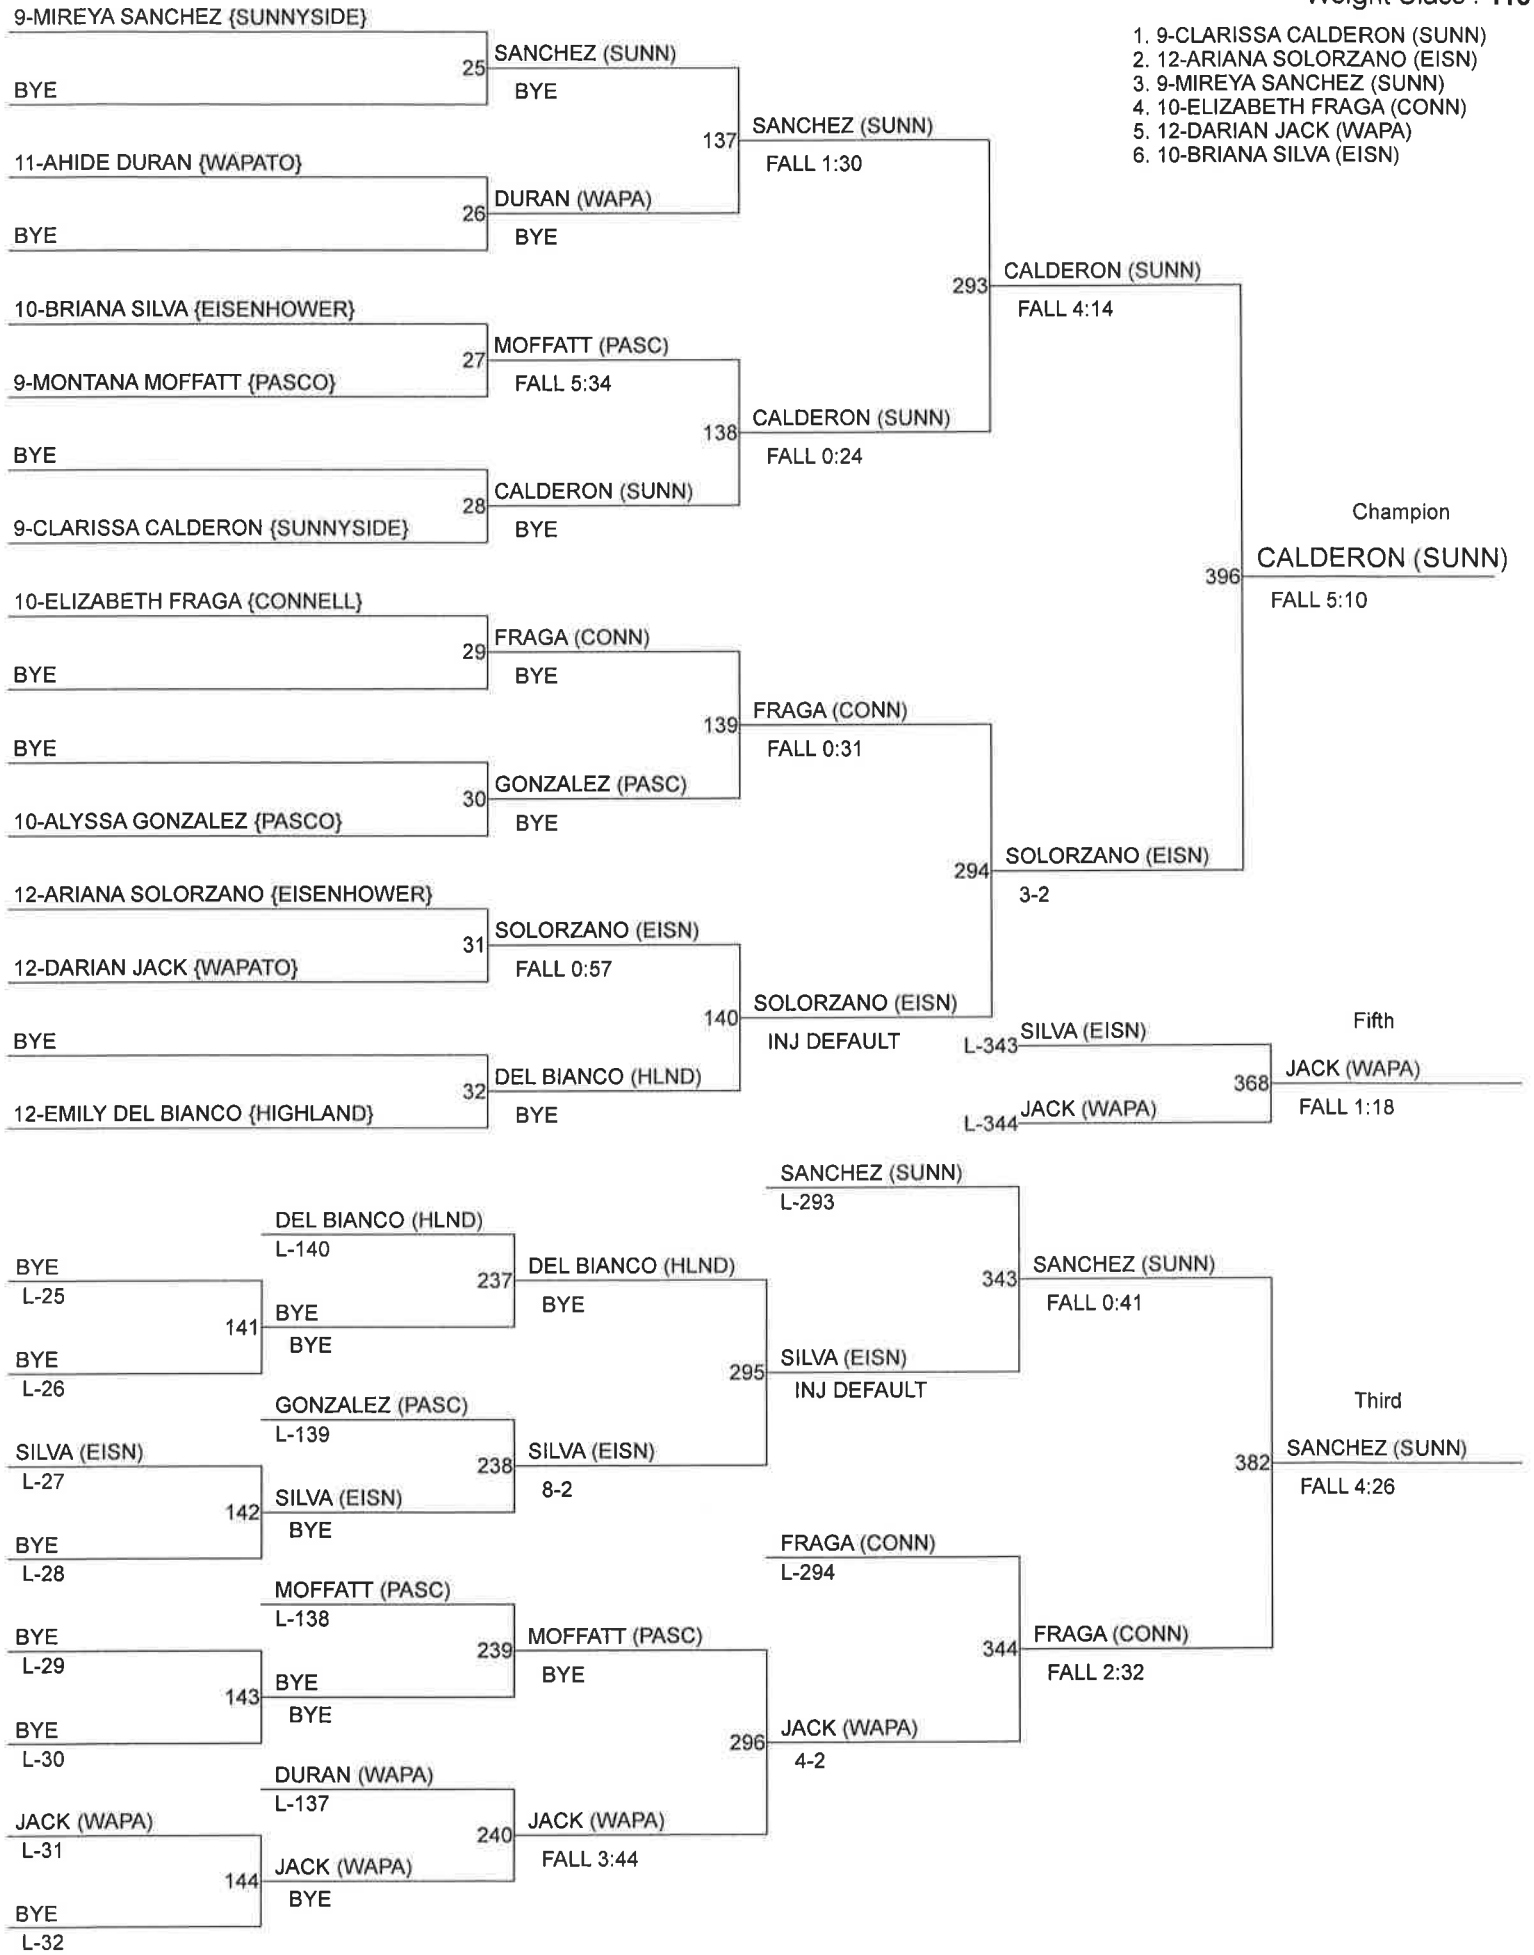 Weight Class :
1. 9-CLARISSA CALDERON (SUNN)
2. 12-ARIANA SOLORZANO (EISN)
3. 9-MIREYA SANCHEZ (SUNN)
4. 10-ELIZABETH FRAGA (CONN)
5. 12-DARIAN JACK (WAPA)
6. 10-BRIANA SILVA (EISN)
9-MIREYA SANCHEZ {SUNNYSIDE}
BYE
11-AHIDE DURAN {WAPATO}
BYE
10-BRIANA SILVA {EISENHOWER}
9-MONTANA MOFFATT {PASCO}
BYE
9-CLARISSA CALDERON {SUNNYSIDE}
10-ELIZABETH FRAGA {CONNELL}
BYE
BYE
10-ALYSSA GONZALEZ {PASCO}
12-ARIANA SOLORZANO {EISENHOWER}
12-DARIAN JACK {WAPATO}
BYE
12-EMILY DEL BIANCO {HIGHLAND}
25 SANCHEZ (SUNN)
BYE
26 DURAN (WAPA)
BYE
27 MOFFATT (PASC)
FALL 5:34
28 CALDERON (SUNN)
BYE
29 FRAGA (CONN)
BYE
30 GONZALEZ (PASC)
BYE
31 SOLORZANO (EISN)
FALL 0:57
32 DEL BIANCO (HLND)
BYE
137 SANCHEZ (SUNN)
FALL 1:30
138 CALDERON (SUNN)
FALL 0:24
139 FRAGA (CONN)
FALL 0:31
140 SOLORZANO (EISN)
INJ DEFAULT
293 CALDERON (SUNN)
FALL 4:14
294 SOLORZANO (EISN)
3-2
Champion
396 CALDERON (SUNN)
FALL 5:10
L-343 SILVA (EISN)
L-344 JACK (WAPA)
Fifth
368 JACK (WAPA)
FALL 1:18
BYE
L-25
BYE
L-26
SILVA (EISN)
L-27
BYE
L-28
BYE
L-29
BYE
L-30
JACK (WAPA)
L-31
BYE
L-32
DEL BIANCO (HLND)
L-140
141 BYE
BYE
GONZALEZ (PASC)
L-139
142 SILVA (EISN)
BYE
MOFFATT (PASC)
L-138
143 BYE
BYE
DURAN (WAPA)
L-137
144 JACK (WAPA)
BYE
237 DEL BIANCO (HLND)
BYE
238 SILVA (EISN)
8-2
239 MOFFATT (PASC)
BYE
240 JACK (WAPA)
FALL 3:44
SANCHEZ (SUNN)
L-293
295 SILVA (EISN)
INJ DEFAULT
FRAGA (CONN)
L-294
296 JACK (WAPA)
4-2
343 SANCHEZ (SUNN)
FALL 0:41
344 FRAGA (CONN)
FALL 2:32
Third
382 SANCHEZ (SUNN)
FALL 4:26